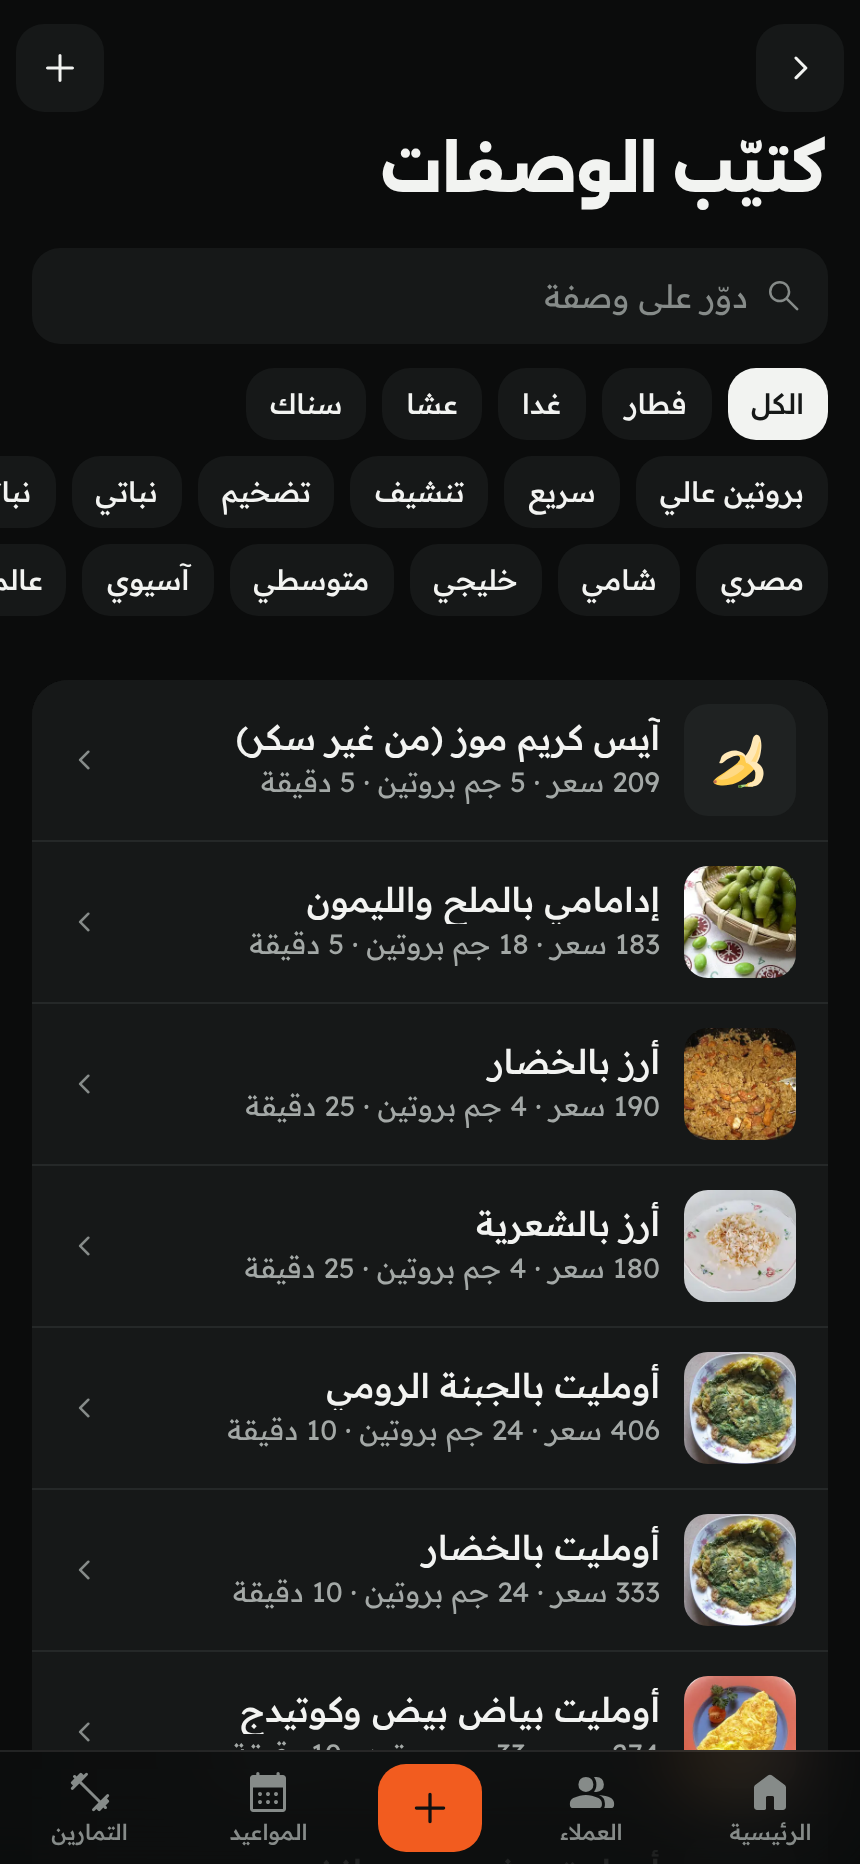 كتيّب الوصفات
دوّر على وصفة
الكل فطار غدا عشا سناك
بروتين عالي سريع تنشيف تضخيم نباتي
مصري شامي خليجي متوسطي آسيوي
آيس كريم موز (من غير سكر)
209 سعر · 5 جم بروتين · 5 دقيقة
إدامامي بالملح والليمون
183 سعر · 18 جم بروتين · 5 دقيقة
أرز بالخضار
190 سعر · 4 جم بروتين · 25 دقيقة
أرز بالشعرية
180 سعر · 4 جم بروتين · 25 دقيقة
أومليت بالجبنة الرومي
406 سعر · 24 جم بروتين · 10 دقيقة
أومليت بالخضار
333 سعر · 24 جم بروتين · 10 دقيقة
أومليت بياض بيض وكوتيدج
الرئيسية العملاء المواعيد التمارين